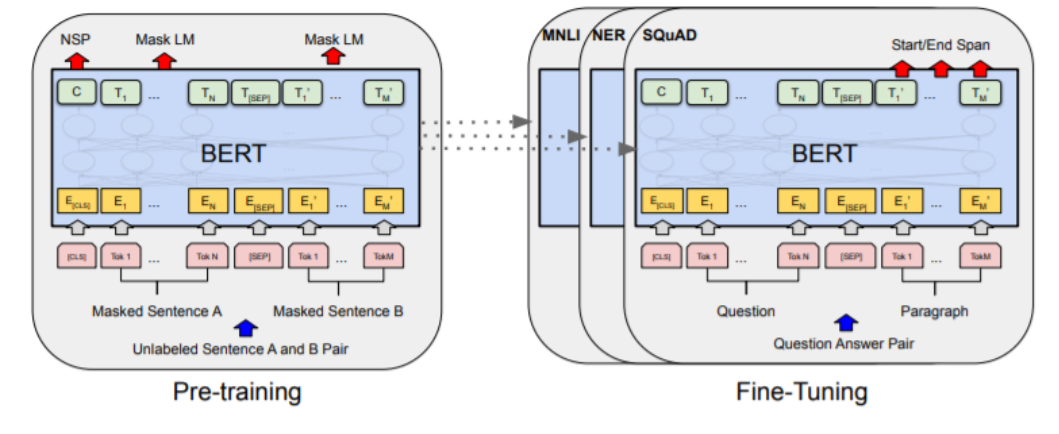 NSP Mask LM Mask LM
C T1 ... TN T[SEP] T1' ... TM'
BERT
E[CLS] E1 ... EN E[SEP] E1' ... EM'
[CLS] Tok 1 ... Tok N [SEP] Tok 1 ... TokM
Masked Sentence A Masked Sentence B
Unlabeled Sentence A and B Pair
Pre-training
MNLI NER SQuAD
Start/End Span
C T1 ... TN T[SEP] T1' ... TM'
BERT
E[CLS] E1 ... EN E[SEP] E1' ... EM'
[CLS] Tok 1 ... Tok N [SEP] Tok 1 ... TokM
Question Paragraph
Question Answer Pair
Fine-Tuning